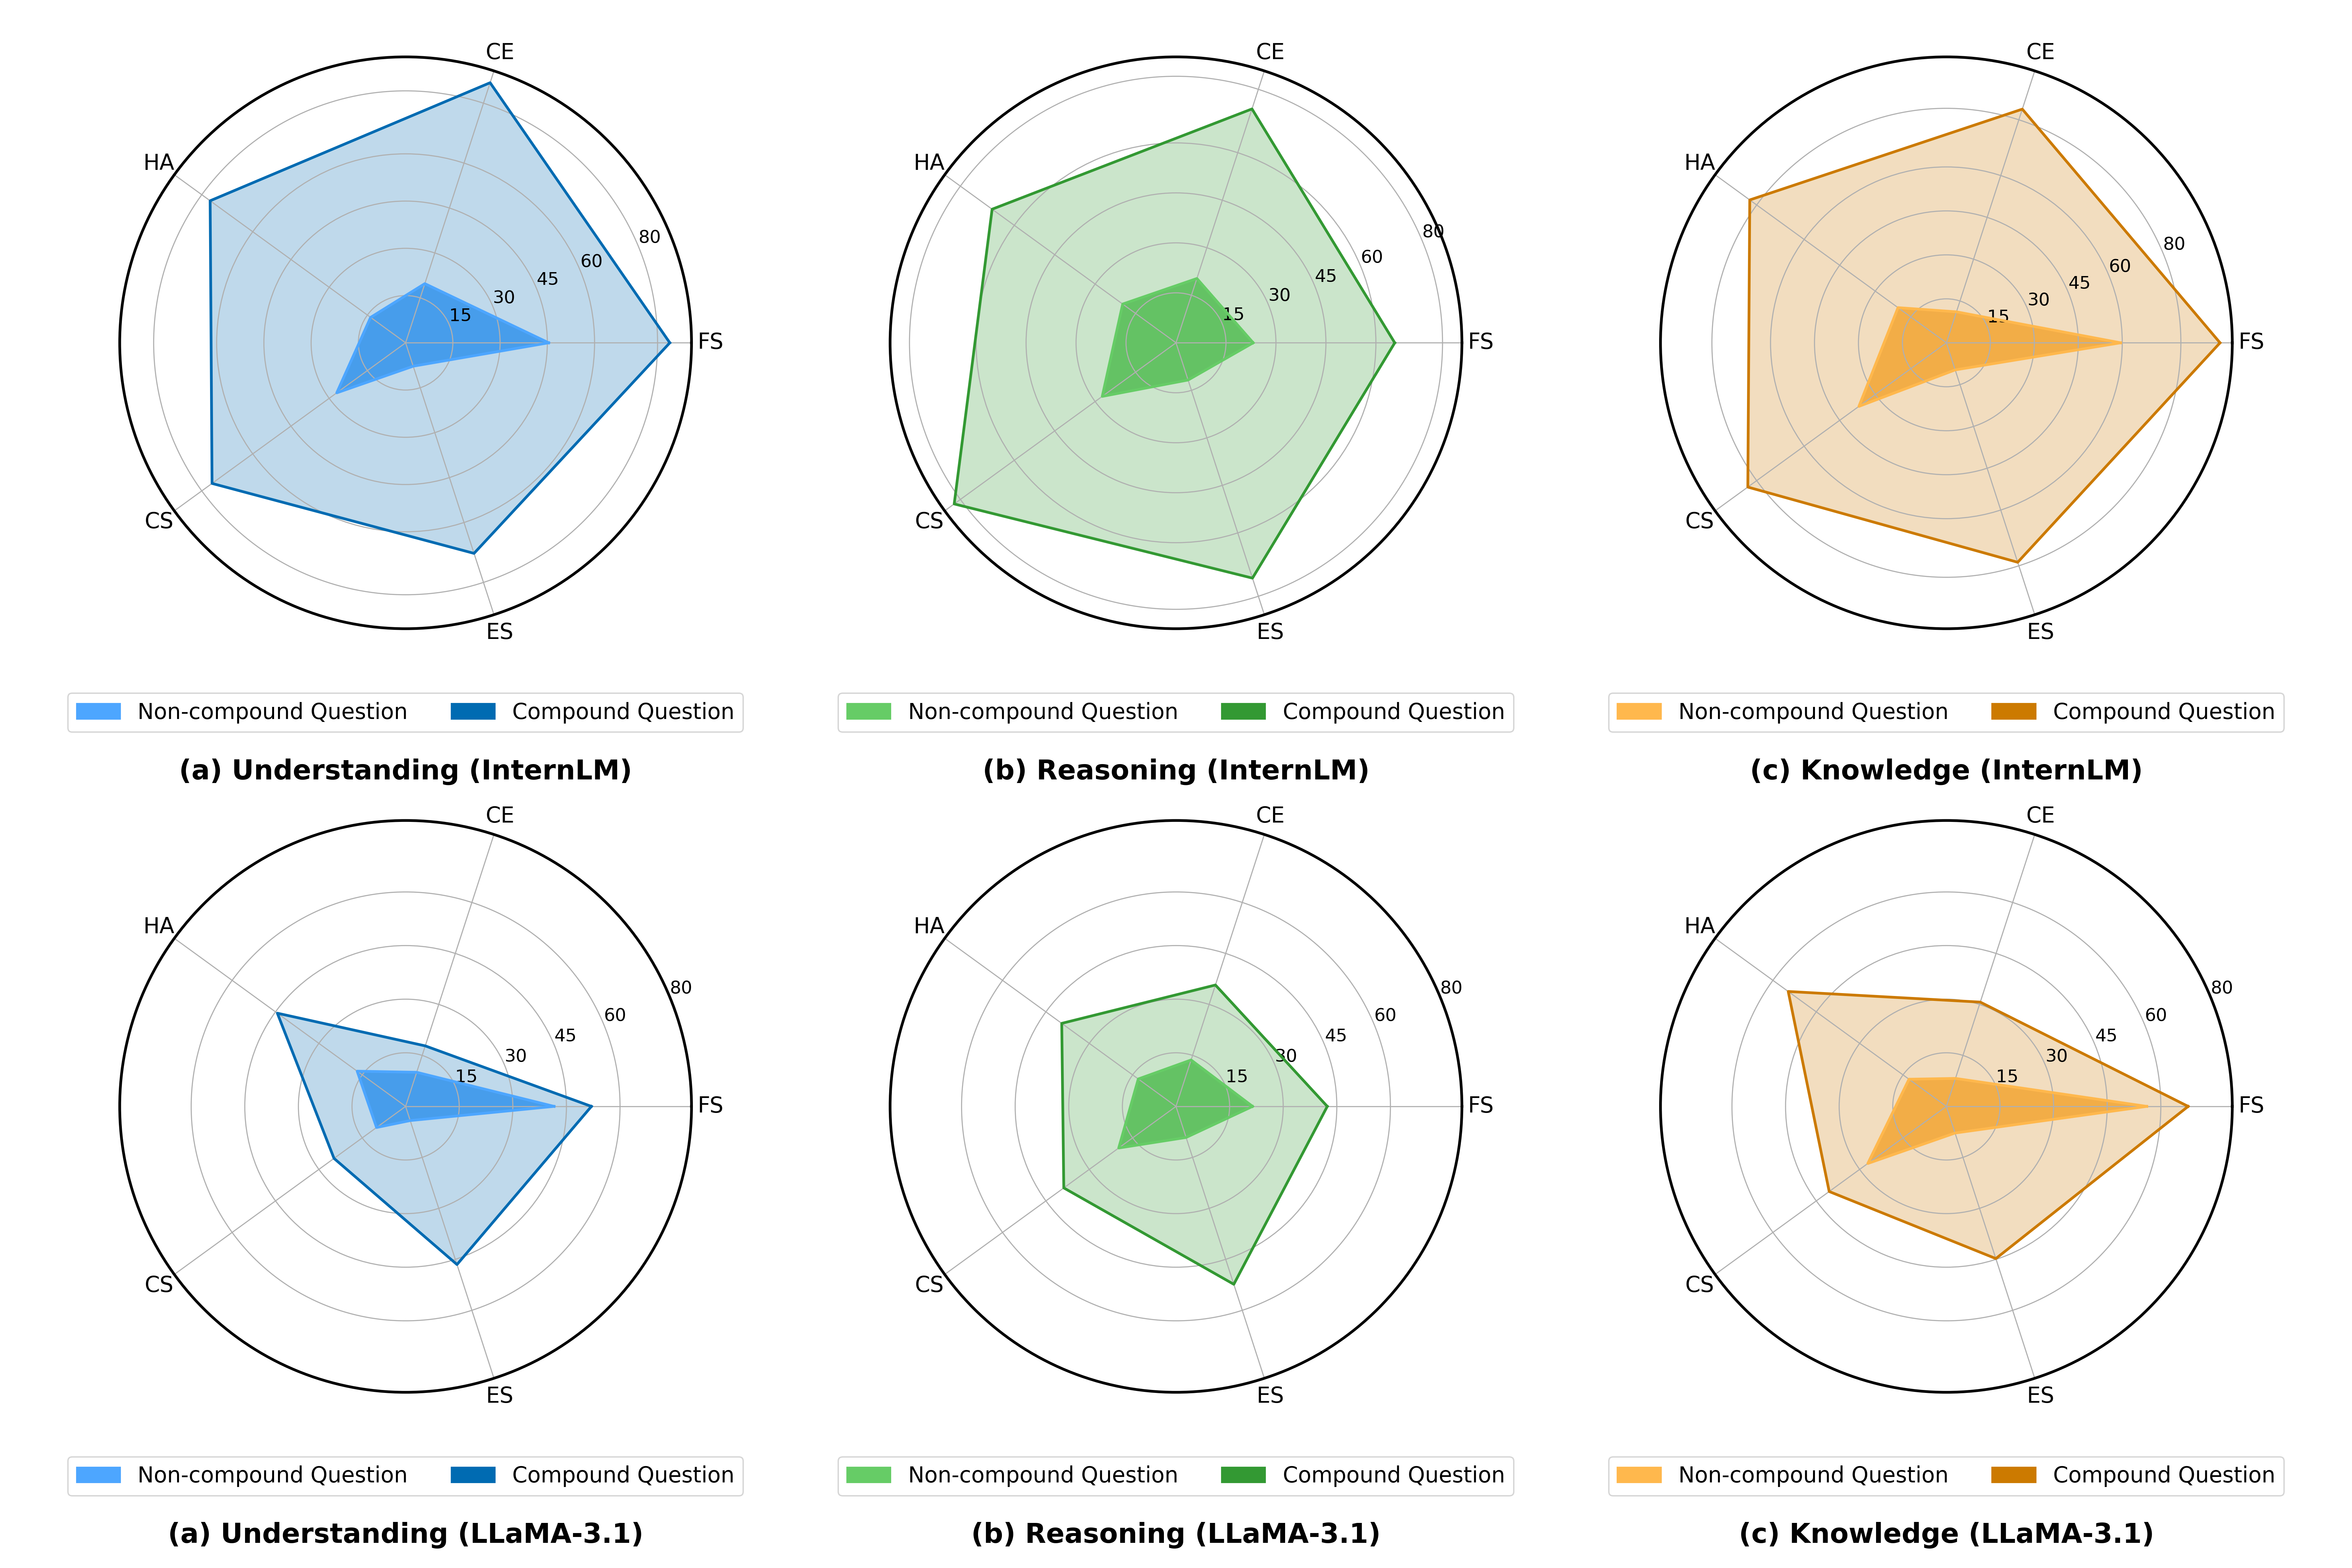 CE
HA
FS
CS
ES
15
30
45
60
80
Non-compound Question
Compound Question
(a) Understanding (InternLM)
CE
HA
FS
CS
ES
15
30
45
60
80
Non-compound Question
Compound Question
(b) Reasoning (InternLM)
CE
HA
FS
CS
ES
15
30
45
60
80
Non-compound Question
Compound Question
(c) Knowledge (InternLM)
CE
HA
FS
CS
ES
15
30
45
60
80
Non-compound Question
Compound Question
(a) Understanding (LLaMA-3.1)
CE
HA
FS
CS
ES
15
30
45
60
80
Non-compound Question
Compound Question
(b) Reasoning (LLaMA-3.1)
CE
HA
FS
CS
ES
15
30
45
60
80
Non-compound Question
Compound Question
(c) Knowledge (LLaMA-3.1)